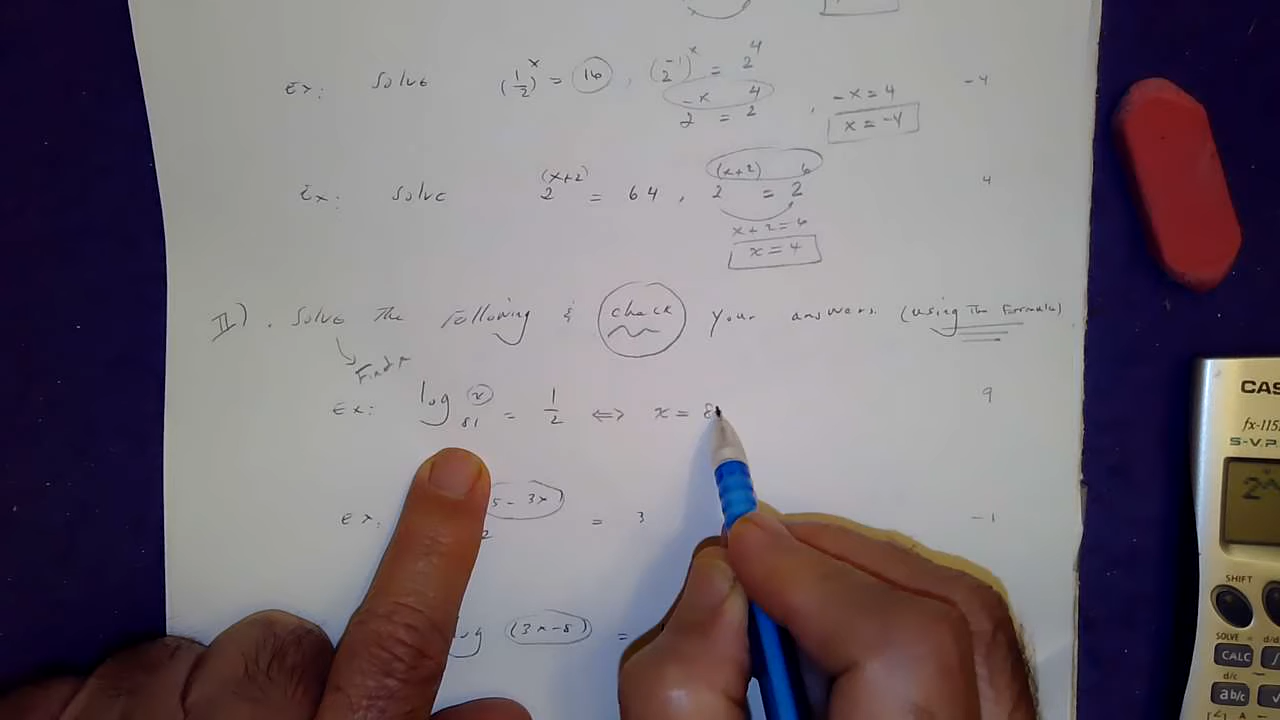 Ex: Solve (1/2)^x = 16, (2^-1)^x = 2^4 -4
2^-x = 2^4, -x = 4
x = -4
Ex: Solve 2^(x+2) = 64, 2^(x+2) = 2^6 4
x + 2 = 6
x = 4
II). Solve The Following & check your answers. (using The Formula)
Find x
Ex: log_81 x = 1/2 ⇔ x = 8 9
Ex. 5 - 3x = 3 -1
2
(3x-8) =
CAS
fx-115
S-V.P
2^
SHIFT
SOLVE = d/d
CALC
d/c
ab/c √